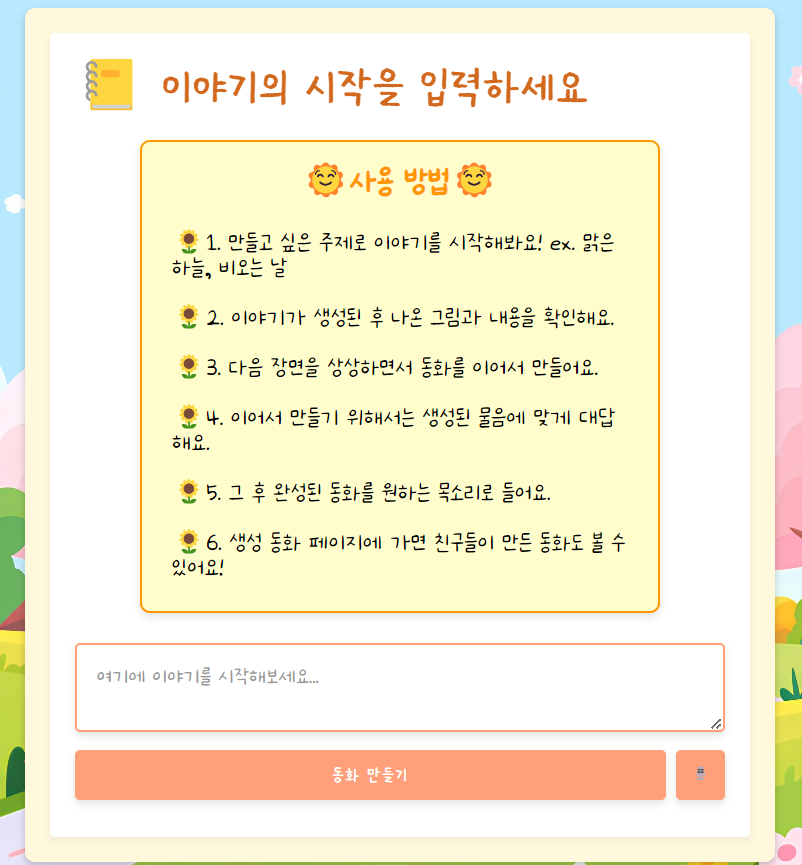 이야기의 시작을 입력하세요
사용 방법
1. 만들고 싶은 주제로 이야기를 시작해봐요! ex. 맑은
하늘, 비오는 날
2. 이야기가 생성된 후 나온 그림과 내용을 확인해요.
3. 다음 장면을 상상하면서 동화를 이어서 만들어요.
4. 이어서 만들기 위해서는 생성된 물음에 맞게 대답
해요.
5. 그 후 완성된 동화를 원하는 목소리로 들어요.
6. 생성 동화 페이지에 가면 친구들이 만든 동화도 볼 수
있어요!
여기에 이야기를 시작해보세요...
동화 만들기